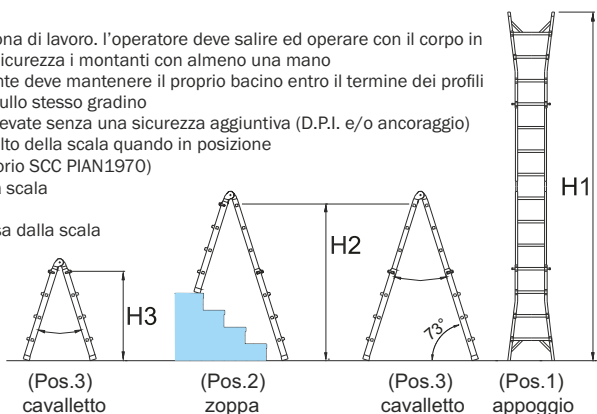 ona di lavoro. l'operatore deve salire ed operare con il corpo in
icurezza i montanti con almeno una mano
nte deve mantenere il proprio bacino entro il termine dei profili
ullo stesso gradino
evate senza una sicurezza aggiuntiva (D.P.I. e/o ancoraggio)
lto della scala quando in posizione
orio SCC PIAN1970)
scala
sa dalla scala
H1
H2
H3
73°
(Pos.3) (Pos.2) (Pos.3) (Pos.1)
cavalletto zoppa cavalletto appoggio